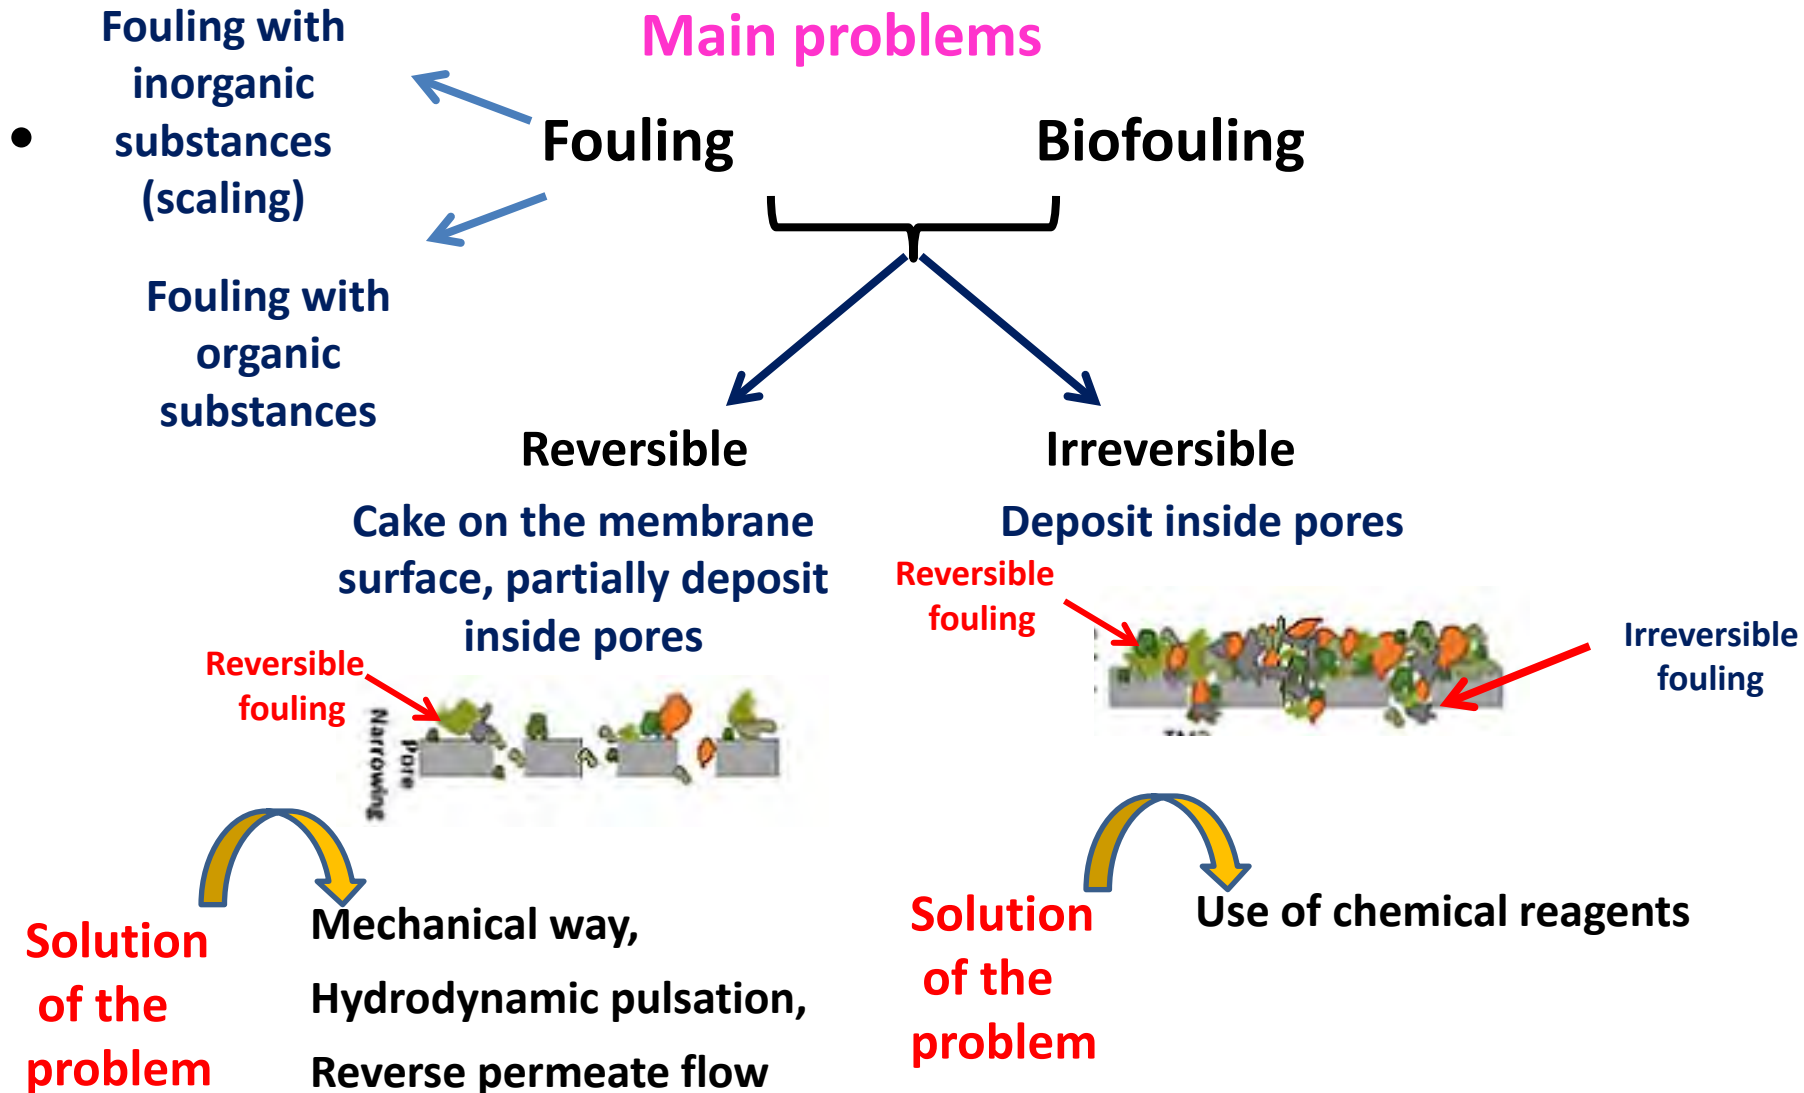 Main problems
Fouling with
inorganic
substances
(scaling)
• Fouling
Biofouling
Fouling with
organic
substances
Reversible
Irreversible
Cake on the membrane
surface, partially deposit
inside pores
Deposit inside pores
Reversible
fouling
Pore
Narrowing
Reversible
fouling
Irreversible
fouling
Solution
of the
problem
Mechanical way,
Hydrodynamic pulsation,
Reverse permeate flow
Solution
of the
problem
Use of chemical reagents